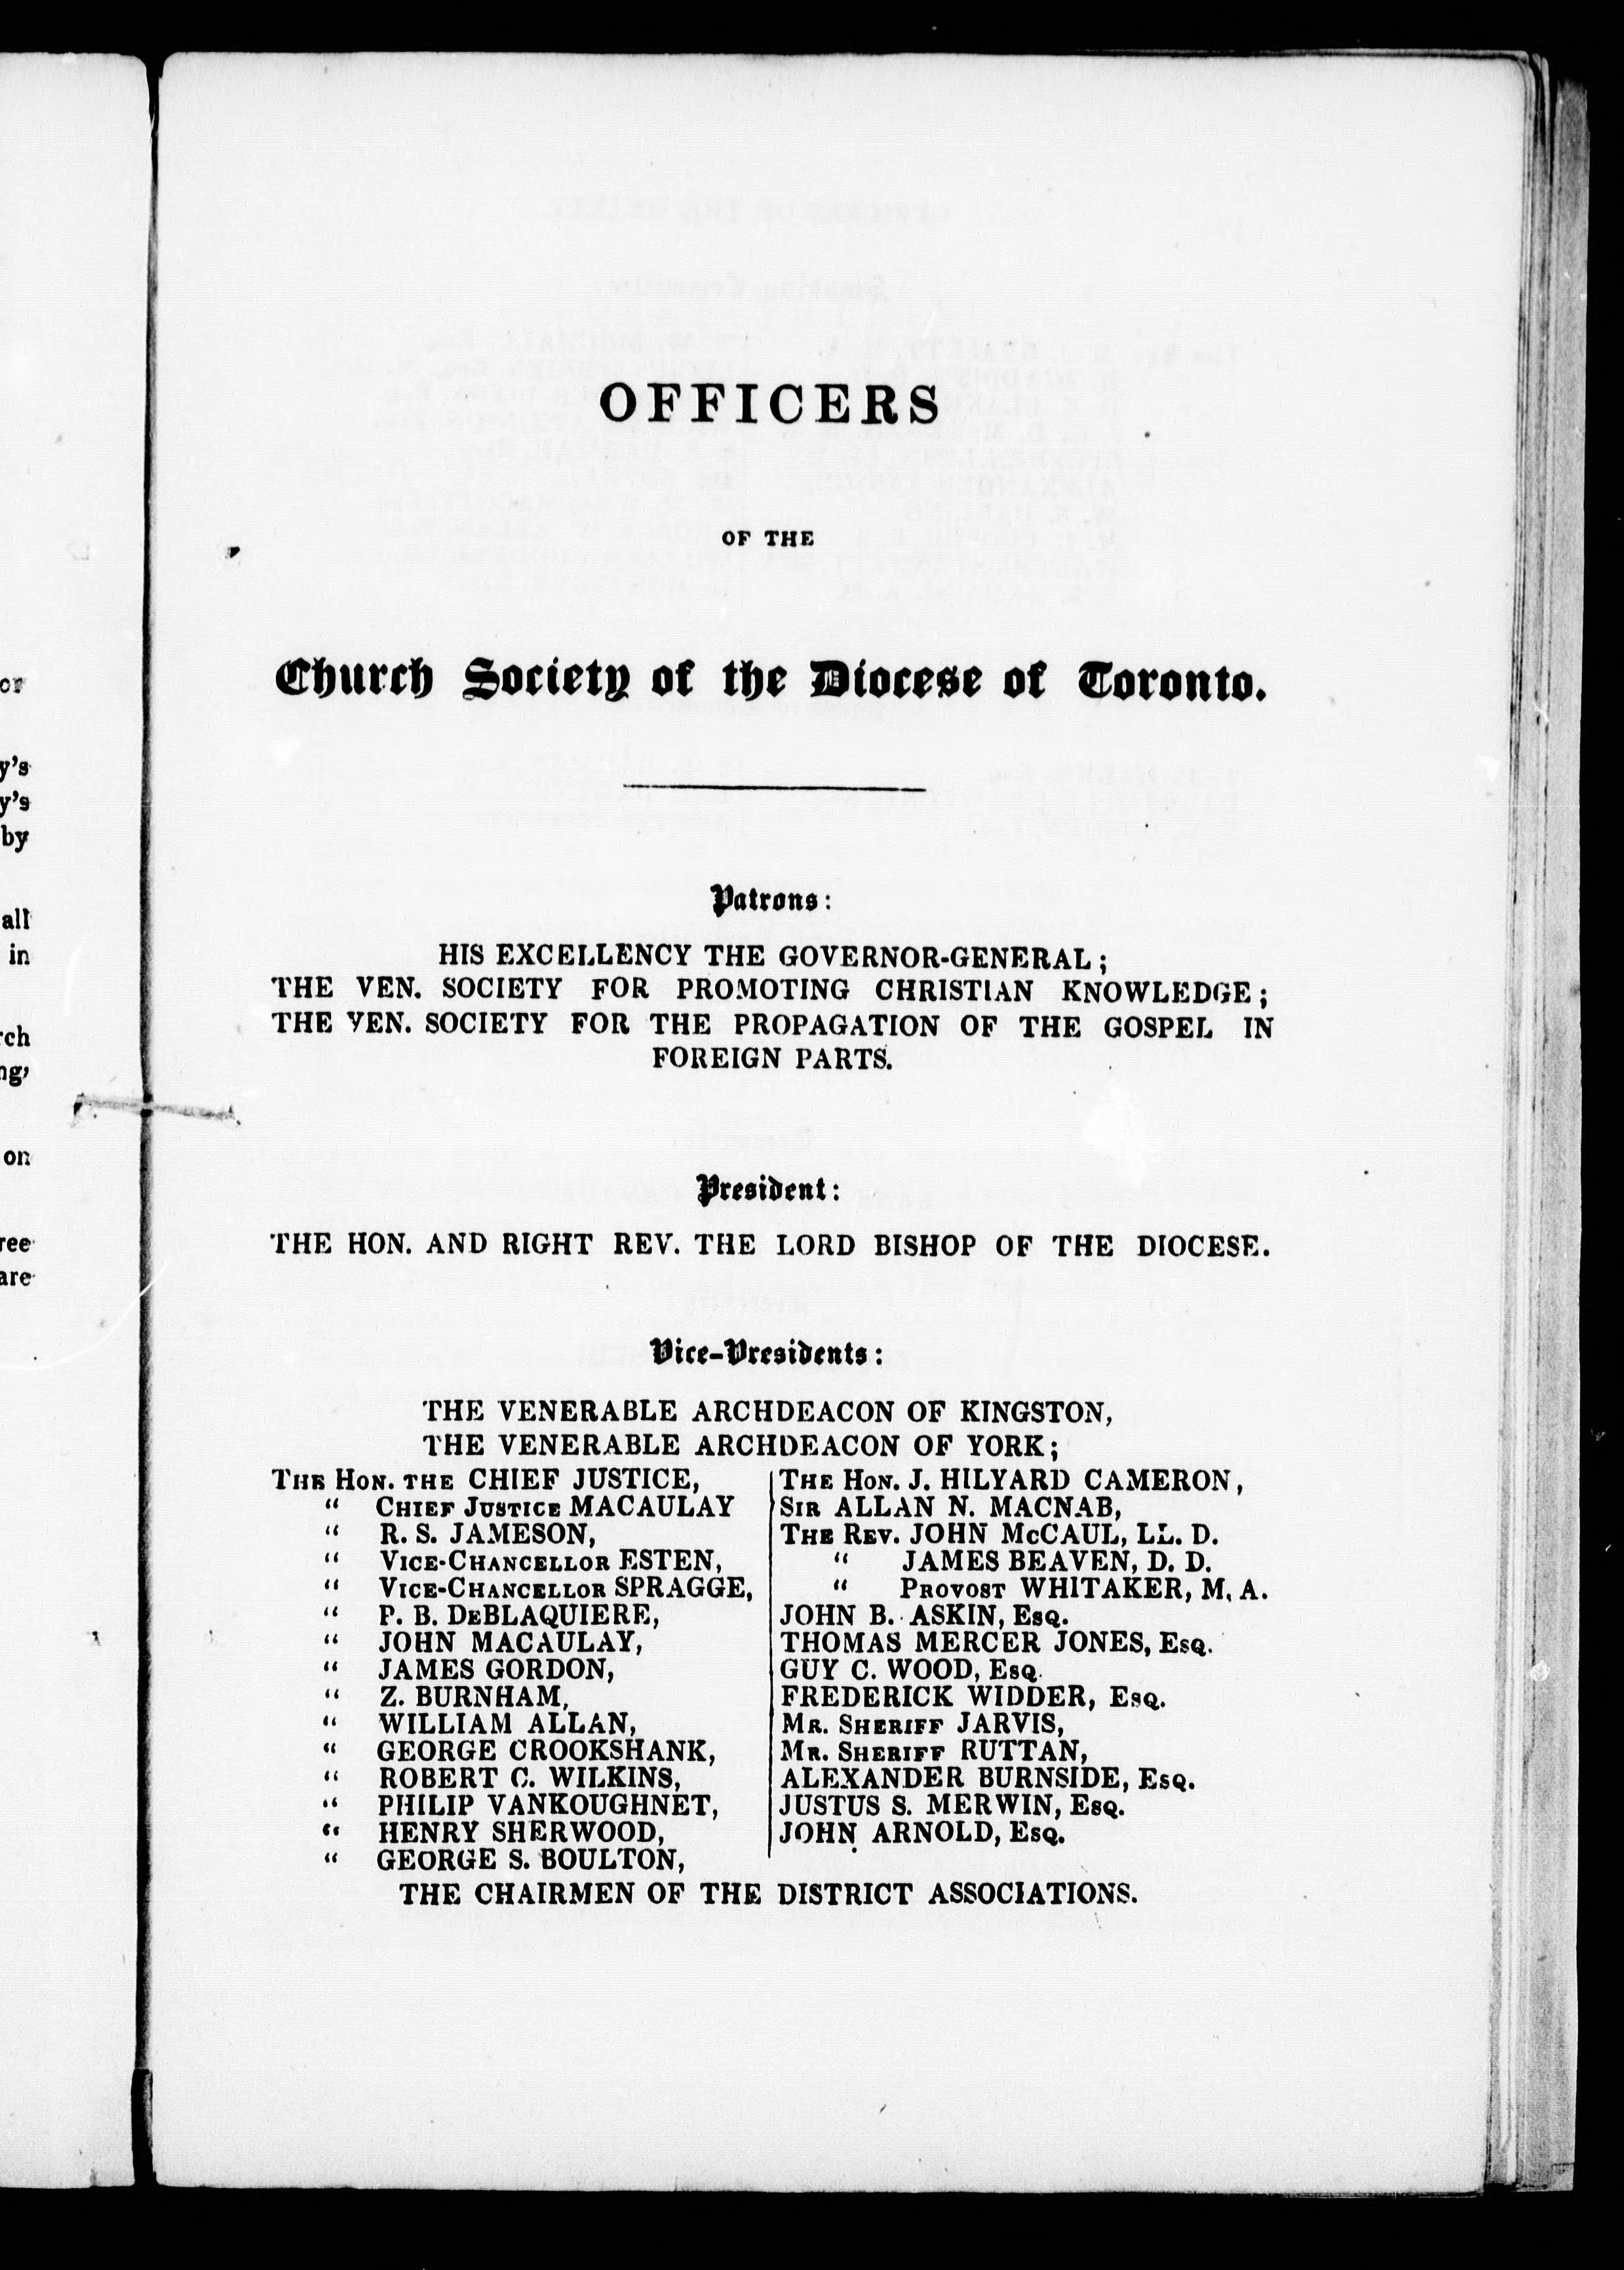 OFFICERS
OF THE
Church Society of the Diocese of Toronto.
Patrons:
HIS EXCELLENCY THE GOVERNOR-GENERAL;
THE VEN. SOCIETY FOR PROMOTING CHRISTIAN KNOWLEDGE;
THE VEN. SOCIETY FOR THE PROPAGATION OF THE GOSPEL IN
FOREIGN PARTS.
President:
THE HON. AND RIGHT REV. THE LORD BISHOP OF THE DIOCESE.
Vice-Presidents:
THE VENERABLE ARCHDEACON OF KINGSTON,
THE VENERABLE ARCHDEACON OF YORK;
THE HON. THE CHIEF JUSTICE,
“ CHIEF JUSTICE MACAULAY
“ R. S. JAMESON,
“ VICE-CHANCELLOR ESTEN,
“ VICE-CHANCELLOR SPRAGGE,
“ P. B. DEBLAQUIERE,
“ JOHN MACAULAY,
“ JAMES GORDON,
“ Z. BURNHAM,
“ WILLIAM ALLAN,
“ GEORGE CROOKSHANK,
“ ROBERT C. WILKINS,
“ PHILIP VANKOUGHNET,
“ HENRY SHERWOOD,
“ GEORGE S. BOULTON,
THE HON. J. HILYARD CAMERON,
SIR ALLAN N. MACNAB,
THE REV. JOHN McCAUL, LL. D.
“ JAMES BEAVEN, D. D.
“ PROVOST WHITAKER, M. A.
JOHN B. ASKIN, ESQ.
THOMAS MERCER JONES, ESQ.
GUY C. WOOD, ESQ.
FREDERICK WIDDER, ESQ.
MR. SHERIFF JARVIS,
MR. SHERIFF RUTTAN,
ALEXANDER BURNSIDE, ESQ.
JUSTUS S. MERWIN, ESQ.
JOHN ARNOLD, ESQ.
THE CHAIRMEN OF THE DISTRICT ASSOCIATIONS.